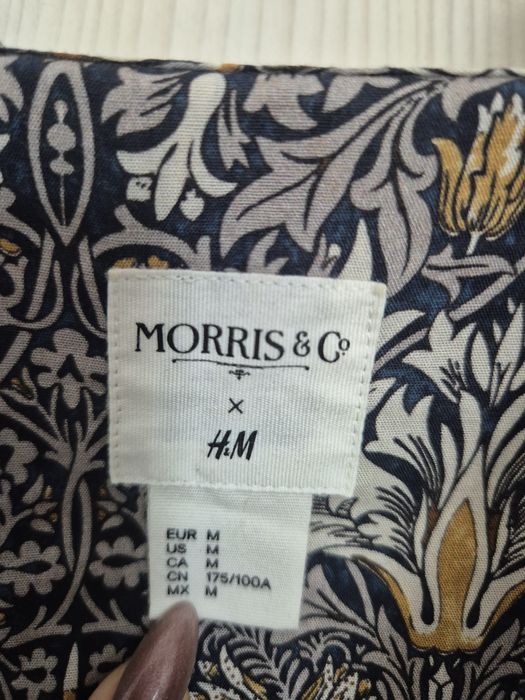 MORRIS & Co
×
H&M
EUR M
US M
CA M
CN 175/100A
MX M